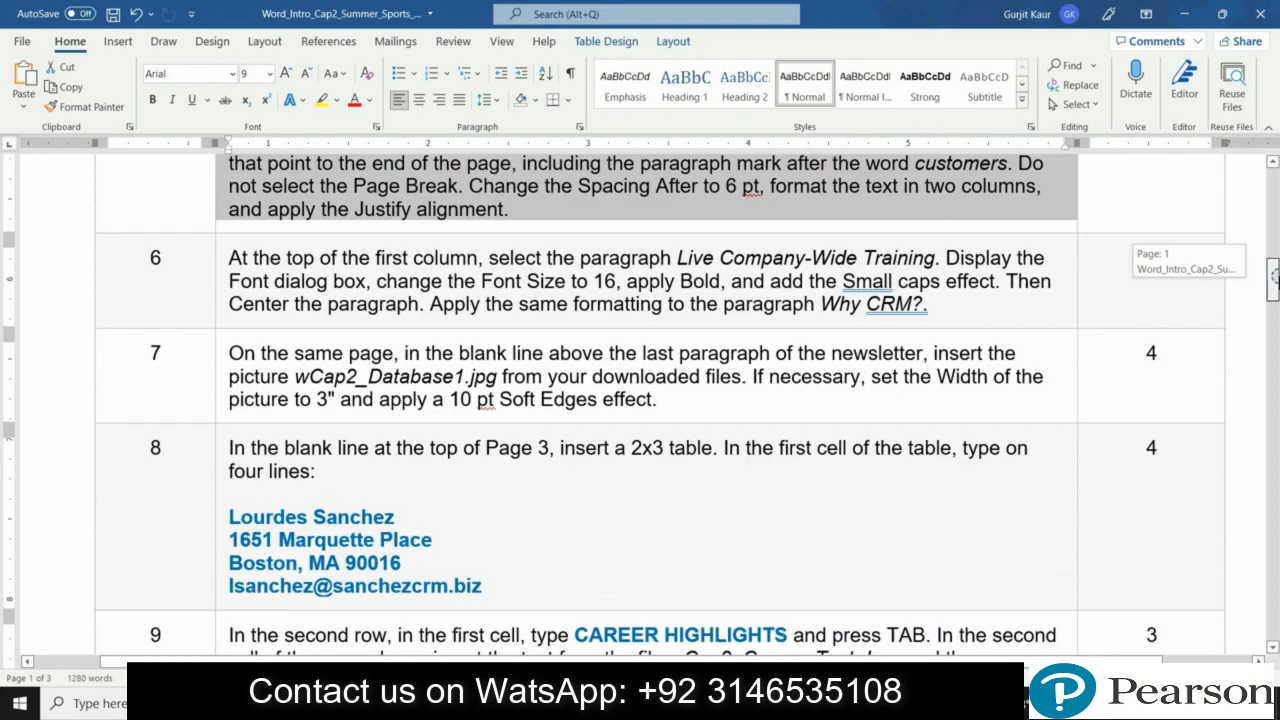 AutoSave Off Word_Intro_Cap2_Summer_Sports_... Search (Alt+Q) Gurjit Kaur GK
File Home Insert Draw Design Layout References Mailings Review View Help Table Design Layout Comments Share
Paste Cut Copy Format Painter
Arial 9
AaBbCcDd AaBbC AaBbCc AaBbCcDd AaBbCcDd AaBbCcDd AaBbCcDd
Emphasis Heading 1 Heading 2 ¶ Normal ¶ Normal I... Strong Subtitle
Find Replace Select Dictate Editor Reuse Files
Clipboard Font Paragraph Styles Editing Voice Editor Reuse Files
1 2 3 4 5
that point to the end of the page, including the paragraph mark after the word customers. Do
not select the Page Break. Change the Spacing After to 6 pt, format the text in two columns,
and apply the Justify alignment.
Page: 1
Word_Intro_Cap2_Su...
6 At the top of the first column, select the paragraph Live Company-Wide Training. Display the
Font dialog box, change the Font Size to 16, apply Bold, and add the Small caps effect. Then
Center the paragraph. Apply the same formatting to the paragraph Why CRM?.
7 On the same page, in the blank line above the last paragraph of the newsletter, insert the 4
picture wCap2_Database1.jpg from your downloaded files. If necessary, set the Width of the
picture to 3" and apply a 10 pt Soft Edges effect.
8 In the blank line at the top of Page 3, insert a 2x3 table. In the first cell of the table, type on 4
four lines:
Lourdes Sanchez
1651 Marquette Place
Boston, MA 90016
lsanchez@sanchezcrm.biz
9 In the second row, in the first cell, type CAREER HIGHLIGHTS and press TAB. In the second 3
Page 1 of 3 1280 words
Type here
Contact us on WatsApp: +92 3146535108
P Pearson